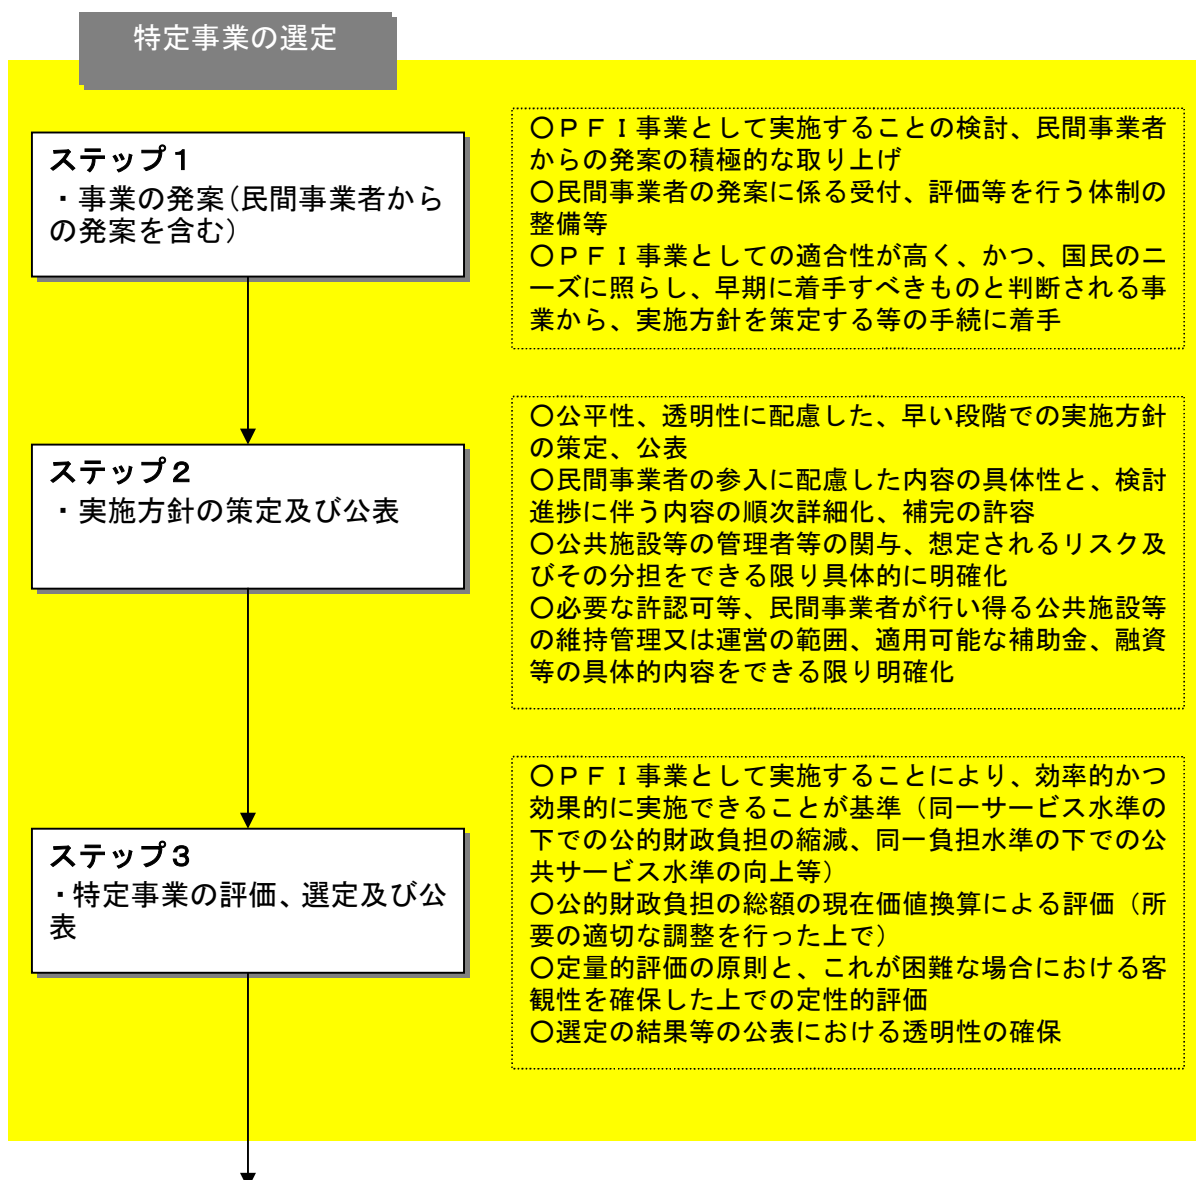 特定事業の選定
ステップ１
・事業の発案（民間事業者から
の発案を含む）
○ＰＦＩ事業として実施することの検討、民間事業者
からの発案の積極的な取り上げ
○民間事業者の発案に係る受付、評価等を行う体制の
整備等
○ＰＦＩ事業としての適合性が高く、かつ、国民のニ
ーズに照らし、早期に着手すべきものと判断される事
業から、実施方針を策定する等の手続に着手
ステップ２
・実施方針の策定及び公表
○公平性、透明性に配慮した、早い段階での実施方針
の策定、公表
○民間事業者の参入に配慮した内容の具体性と、検討
進捗に伴う内容の順次詳細化、補完の許容
○公共施設等の管理者等の関与、想定されるリスク及
びその分担をできる限り具体的に明確化
○必要な許認可等、民間事業者が行い得る公共施設等
の維持管理又は運営の範囲、適用可能な補助金、融資
等の具体的内容をできる限り明確化
ステップ３
・特定事業の評価、選定及び公
表
○ＰＦＩ事業として実施することにより、効率的かつ
効果的に実施できることが基準（同一サービス水準の
下での公的財政負担の縮減、同一負担水準の下での公
共サービス水準の向上等）
○公的財政負担の総額の現在価値換算による評価（所
要の適切な調整を行った上で）
○定量的評価の原則と、これが困難な場合における客
観性を確保した上での定性的評価
○選定の結果等の公表における透明性の確保